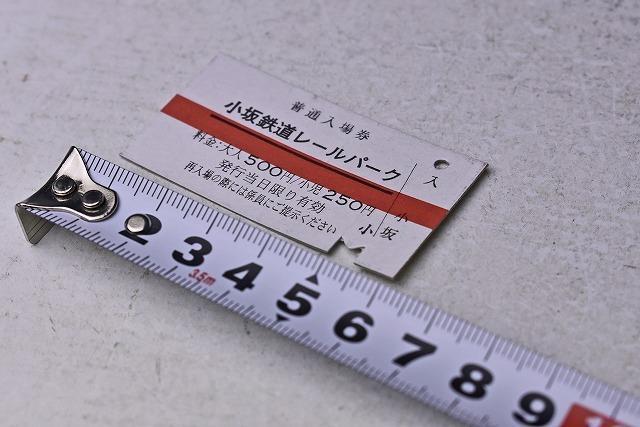 普通入場券
小坂鉄道レールパーク
料金:大人500円/小児250円
発行当日限り有効
再入場の際には係員にご提示ください
入
小
小坂
2 3 4 5 6 7 8 9
3.5m